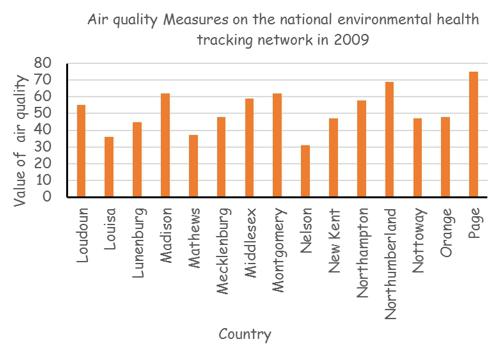 Air quality Measures on the national environmental health
tracking network in 2009
Value of air quality
80
70
60
50
40
30
20
10
0
Loudoun
Louisa
Lunenburg
Madison
Mathews
Mecklenburg
Middlesex
Montgomery
Nelson
New Kent
Northampton
Northumberland
Nottoway
Orange
Page
Country